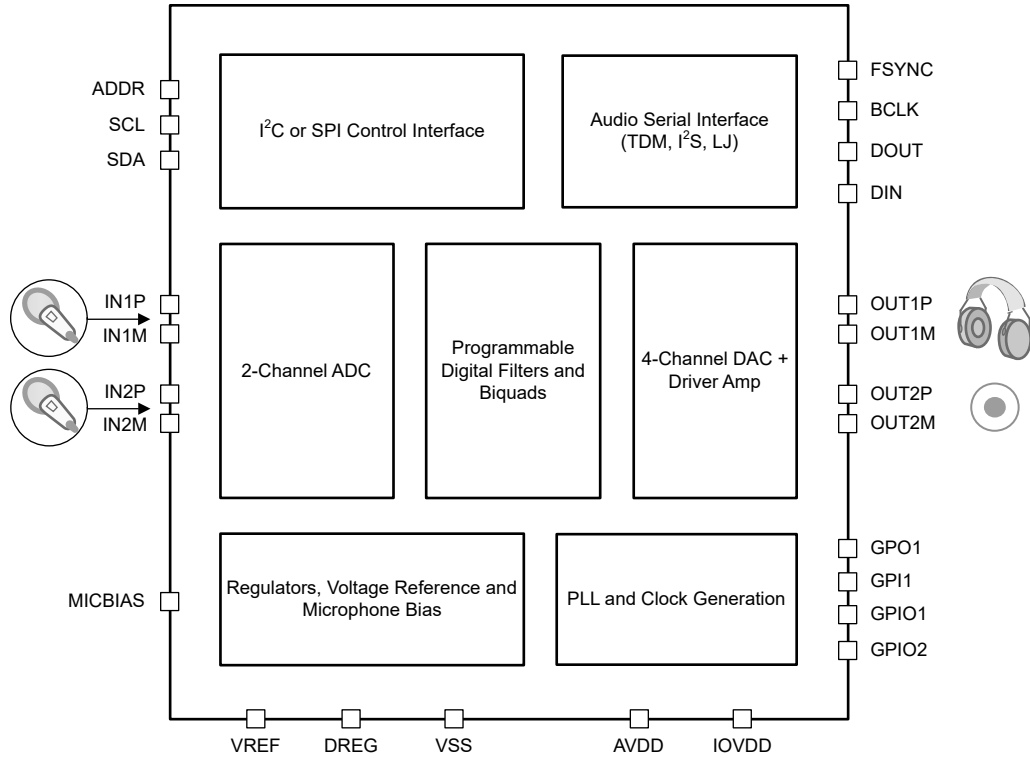 ADDR
SCL
SDA
I²C or SPI Control Interface
Audio Serial Interface
(TDM, I²S, LJ)
FSYNC
BCLK
DOUT
DIN
IN1P
IN1M
IN2P
IN2M
2-Channel ADC
Programmable
Digital Filters and
Biquads
4-Channel DAC +
Driver Amp
OUT1P
OUT1M
OUT2P
OUT2M
MICBIAS
Regulators, Voltage Reference and
Microphone Bias
PLL and Clock Generation
GPO1
GPI1
GPIO1
GPIO2
VREF
DREG
VSS
AVDD
IOVDD